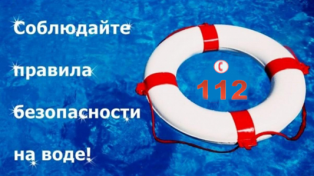 Соблюдайте
правила
безопасности
на воде!
112